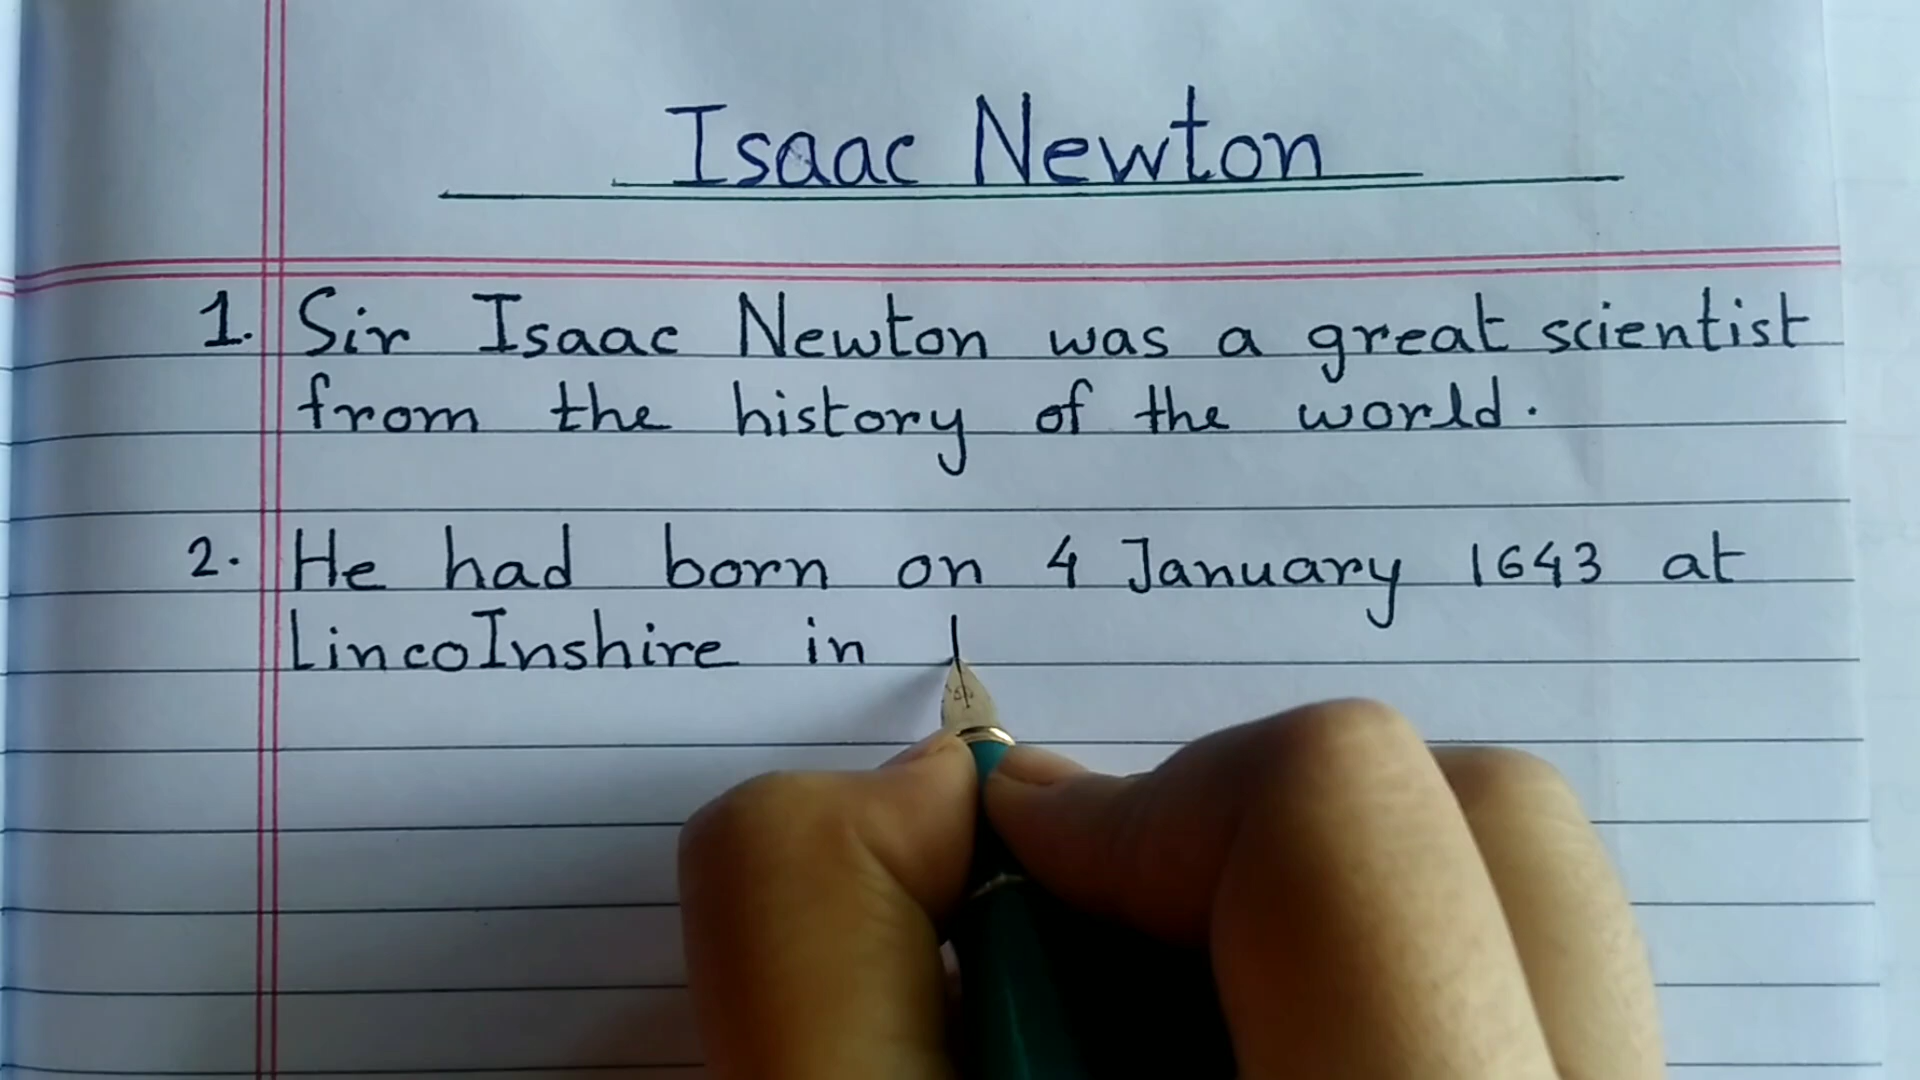 Isaac Newton
1. Sir Isaac Newton was a great scientist
from the history of the world.
2. He had born on 4 January 1643 at
LincoInshire in